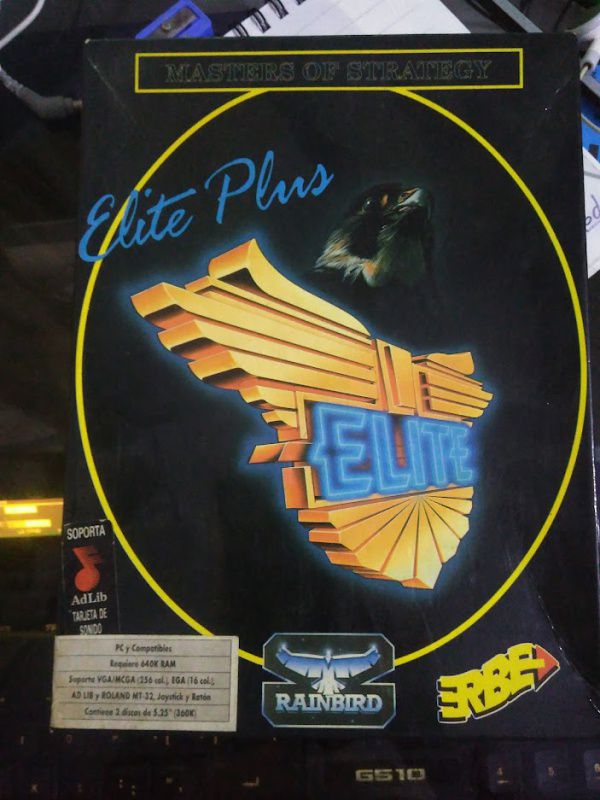 MASTERS OF STRATEGY
Elite Plus
ELITE
SOPORTA
AdLib
TARJETA DE
SONIDO
PC y Compatibles
Requiere 640K RAM
Soporta VGA/MCGA (256 col.), EGA (16 col.),
AD LIB y ROLAND MT-32, Joystick y Ratón
Contiene 2 discos de 5.25" (360K)
RAINBIRD
ERBE
G510